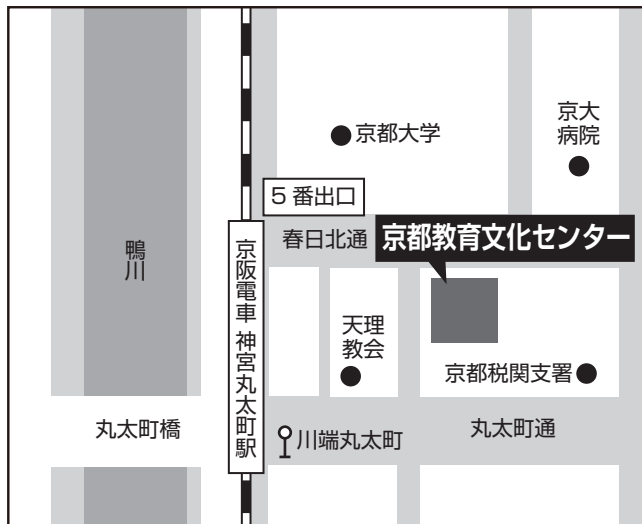 京都大学
京大
病院
5番出口
春日北通
京都教育文化センター
鴨川
京阪電車 神宮丸太町駅
天理
教会
京都税関支署
丸太町橋
川端丸太町
丸太町通